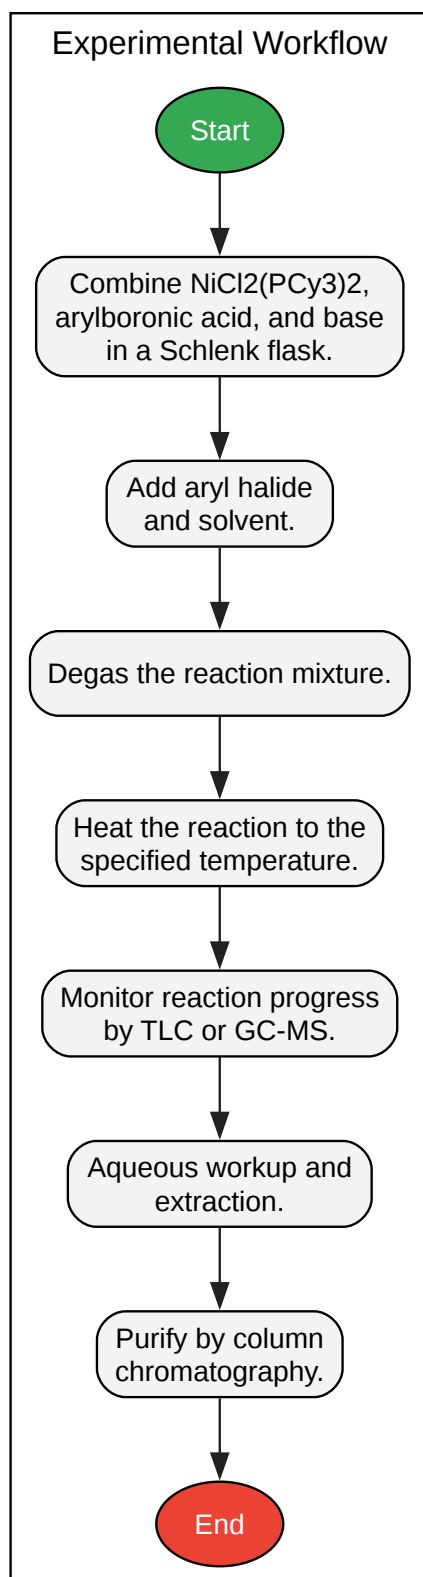 Experimental Workflow
Start
Combine NiCl2(PCy3)2,
arylboronic acid, and base
in a Schlenk flask.
Add aryl halide
and solvent.
Degas the reaction mixture.
Heat the reaction to the
specified temperature.
Monitor reaction progress
by TLC or GC-MS.
Aqueous workup and
extraction.
Purify by column
chromatography.
End